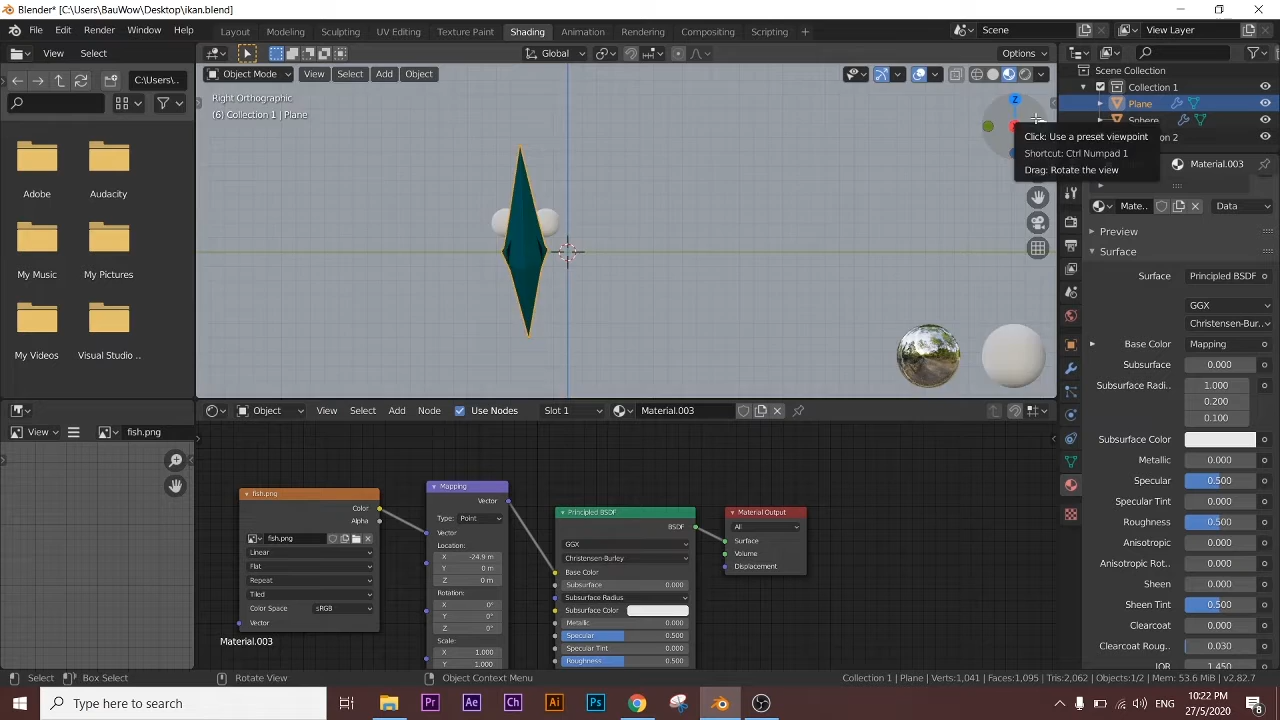 Blender* [C:\Users\BauWow\Desktop\ikan.blend]
File Edit Render Window Help Layout Modeling Sculpting UV Editing Texture Paint Shading Animation Rendering Compositing Scripting + Scene View Layer
View Select Global Options
C:\Users\.. Object Mode View Select Add Object
Right Orthographic
(6) Collection 1 | Plane
Adobe Audacity
My Music My Pictures
My Videos Visual Studio ..
Z
Click: Use a preset viewpoint
Shortcut: Ctrl Numpad 1
Drag: Rotate the view
Scene Collection
Collection 1
Plane
Sphere
2
Material.003
Mate.. Data
Preview
Surface
Surface Principled BSDF
GGX
Christensen-Bur..
Base Color Mapping
Subsurface 0.000
Subsurface Radi.. 1.000
0.200
0.100
Subsurface Color
Metallic 0.000
Specular 0.500
Specular Tint 0.000
Roughness 0.500
Anisotropic 0.000
Anisotropic Rot.. 0.000
Sheen 0.000
Sheen Tint 0.500
Clearcoat 0.000
Clearcoat Roug.. 0.030
IOR 1.450
View fish.png
Object View Select Add Node Use Nodes Slot 1 Material.003
fish.png
Color
Alpha
fish.png
Linear
Flat
Repeat
Tiled
Color Space sRGB
Vector
Material.003
Mapping
Vector
Type: Point
Vector
Location:
X -24.9 m
Y 0 m
Z 0 m
Rotation:
X 0°
Y 0°
Z 0°
Scale:
X 1.000
Y 1.000
Principled BSDF
BSDF
GGX
Christensen-Burley
Base Color
Subsurface 0.000
Subsurface Radius
Subsurface Color
Metallic 0.000
Specular 0.500
Specular Tint 0.000
Roughness 0.500
Material Output
All
Surface
Volume
Displacement
Select Box Select Rotate View Object Context Menu Collection 1 | Plane | Verts:1,041 | Faces:1,095 | Tris:2,062 | Objects:1/2 | Mem: 53.6 MiB | v2.82.7
Type here to search Pr Ae Ch Ai Ps 10:22 PM
27/5/2020